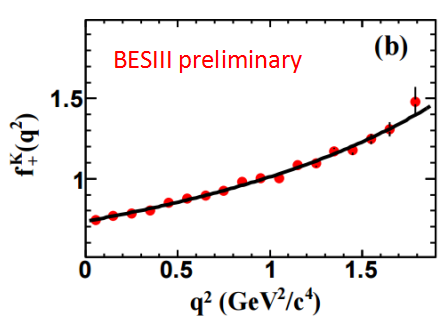 (b)
BESIII preliminary
1.5
1
f₊ᴷ(q²)
0
0.5
1
1.5
q² (GeV²/c⁴)